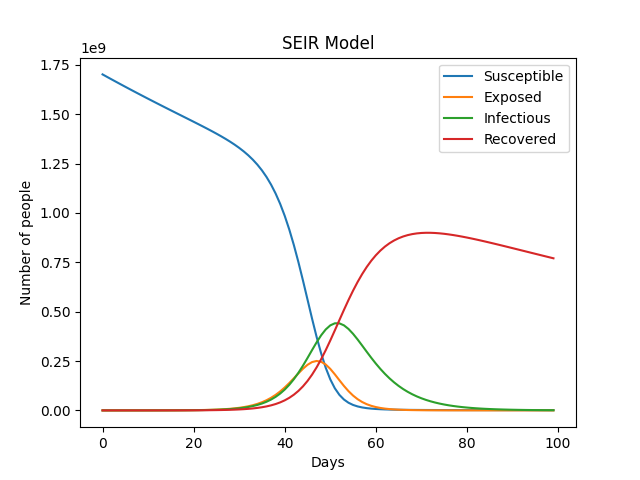 SEIR Model
1e9
1.75
1.50
1.25
1.00
0.75
0.50
0.25
0.00
Number of people
Susceptible
Exposed
Infectious
Recovered
0 20 40 60 80 100
Days